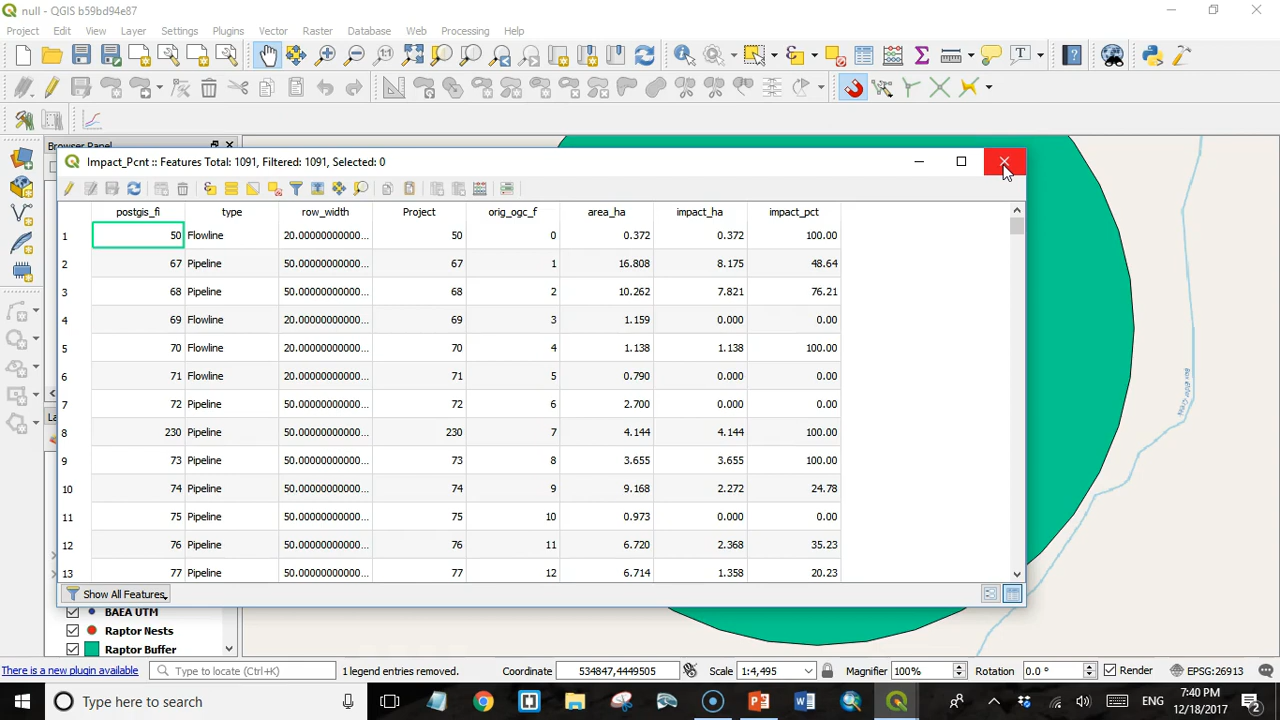 null - QGIS b59bd94e87
Project Edit View Layer Settings Plugins Vector Raster Database Web Processing Help
Browser Panel
Impact_Pcnt :: Features Total: 1091, Filtered: 1091, Selected: 0
postgis_fi type row_width Project orig_ogc_f area_ha impact_ha impact_pct
1 50 Flowline 20.00000000000... 50 0 0.372 0.372 100.00
2 67 Pipeline 50.00000000000... 67 1 16.808 8.175 48.64
3 68 Pipeline 50.00000000000... 68 2 10.262 7.821 76.21
4 69 Flowline 20.00000000000... 69 3 1.159 0.000 0.00
5 70 Flowline 20.00000000000... 70 4 1.138 1.138 100.00
6 71 Flowline 20.00000000000... 71 5 0.790 0.000 0.00
7 72 Pipeline 50.00000000000... 72 6 2.700 0.000 0.00
8 230 Pipeline 50.00000000000... 230 7 4.144 4.144 100.00
9 73 Pipeline 50.00000000000... 73 8 3.655 3.655 100.00
10 74 Pipeline 50.00000000000... 74 9 9.168 2.272 24.78
11 75 Pipeline 50.00000000000... 75 10 0.973 0.000 0.00
12 76 Pipeline 50.00000000000... 76 11 6.720 2.368 35.23
13 77 Pipeline 50.00000000000... 77 12 6.714 1.358 20.23
Show All Features
BAEA UTM
Raptor Nests
Raptor Buffer
There is a new plugin available Type to locate (Ctrl+K) 1 legend entries removed. Coordinate 534847,4449505 Scale 1:4,495 Magnifier 100% Rotation 0.0 ° Render EPSG:26913
Type here to search ENG 7:40 PM 12/18/2017 2